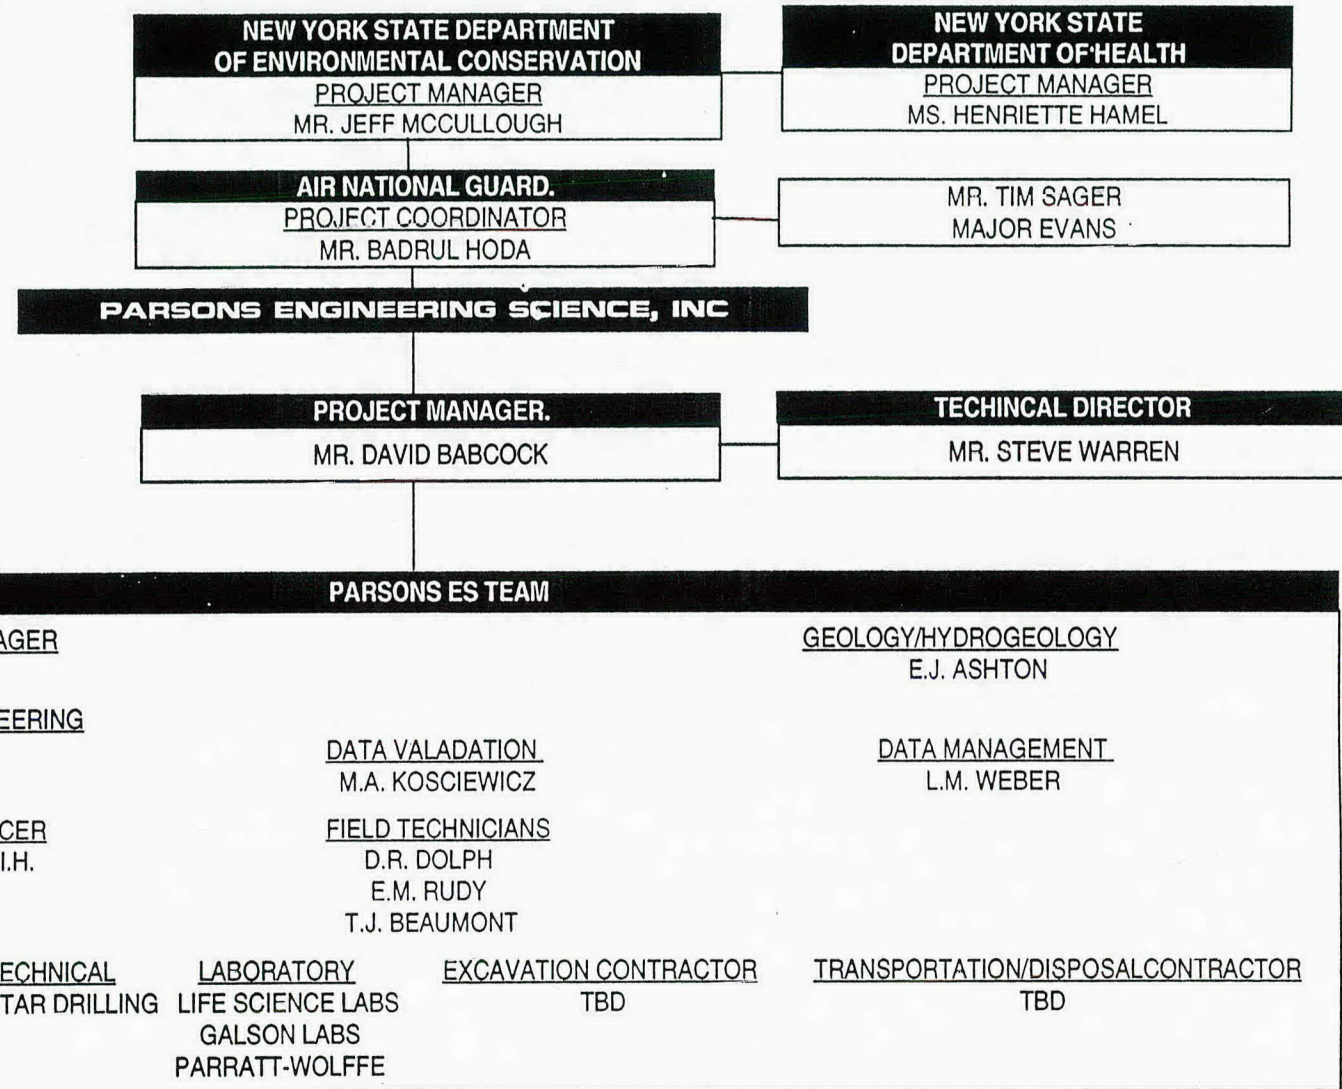 NEW YORK STATE DEPARTMENT
OF ENVIRONMENTAL CONSERVATION
PROJECT MANAGER
MR. JEFF MCCULLOUGH
NEW YORK STATE
DEPARTMENT OF HEALTH
PROJECT MANAGER
MS. HENRIETTE HAMEL
AIR NATIONAL GUARD.
PROJECT COORDINATOR
MR. BADRUL HODA
MR. TIM SAGER
MAJOR EVANS
PARSONS ENGINEERING SCIENCE, INC
PROJECT MANAGER.
MR. DAVID BABCOCK
TECHINCAL DIRECTOR
MR. STEVE WARREN
PARSONS ES TEAM
AGER
GEOLOGY/HYDROGEOLOGY
E.J. ASHTON
EERING
DATA VALADATION
M.A. KOSCIEWICZ
DATA MANAGEMENT
L.M. WEBER
CER
I.H.
FIELD TECHNICIANS
D.R. DOLPH
E.M. RUDY
T.J. BEAUMONT
ECHNICAL
TAR DRILLING
LABORATORY
LIFE SCIENCE LABS
GALSON LABS
PARRATT-WOLFFE
EXCAVATION CONTRACTOR
TBD
TRANSPORTATION/DISPOSALCONTRACTOR
TBD